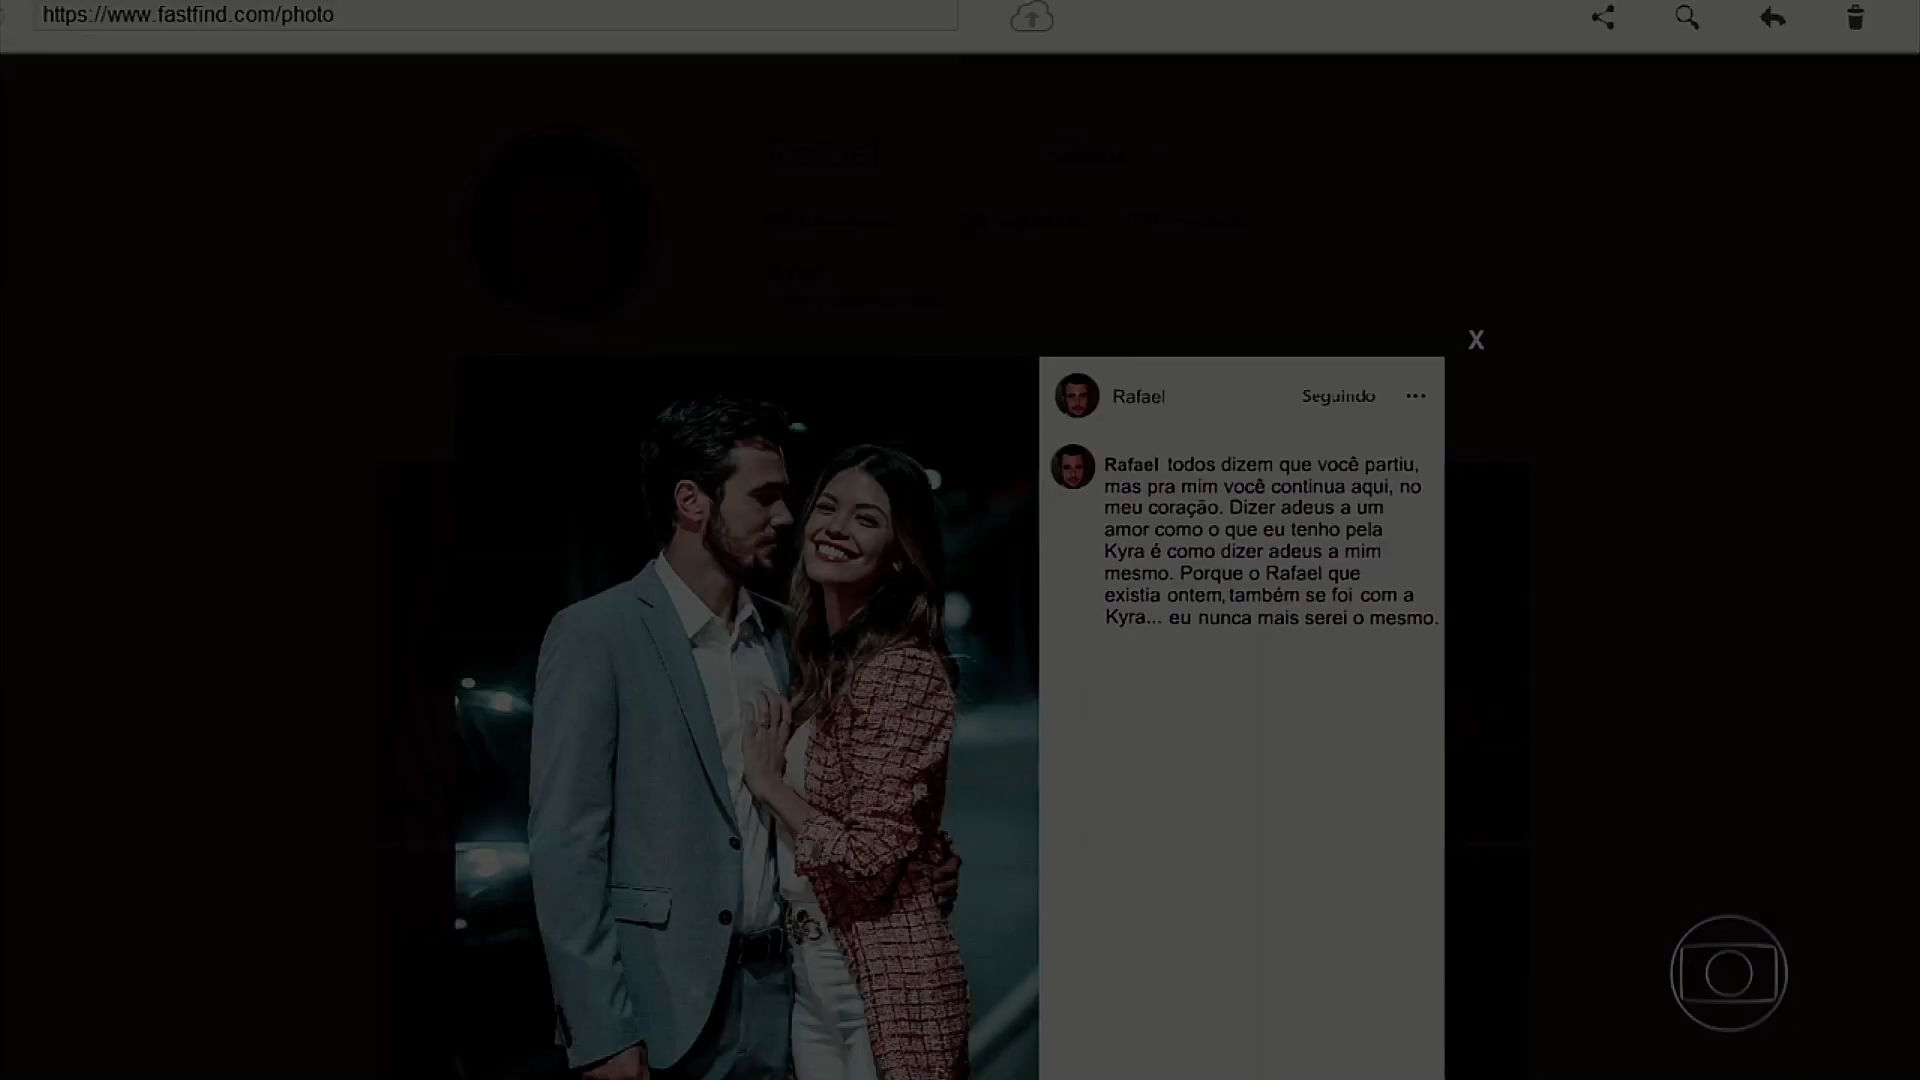 https://www.fastfind.com/photo
X
Rafael Seguindo ...
Rafael todos dizem que você partiu,
mas pra mim você continua aqui, no
meu coração. Dizer adeus a um
amor como o que eu tenho pela
Kyra é como dizer adeus a mim
mesmo. Porque o Rafael que
existia ontem, também se foi com a
Kyra... eu nunca mais serei o mesmo.